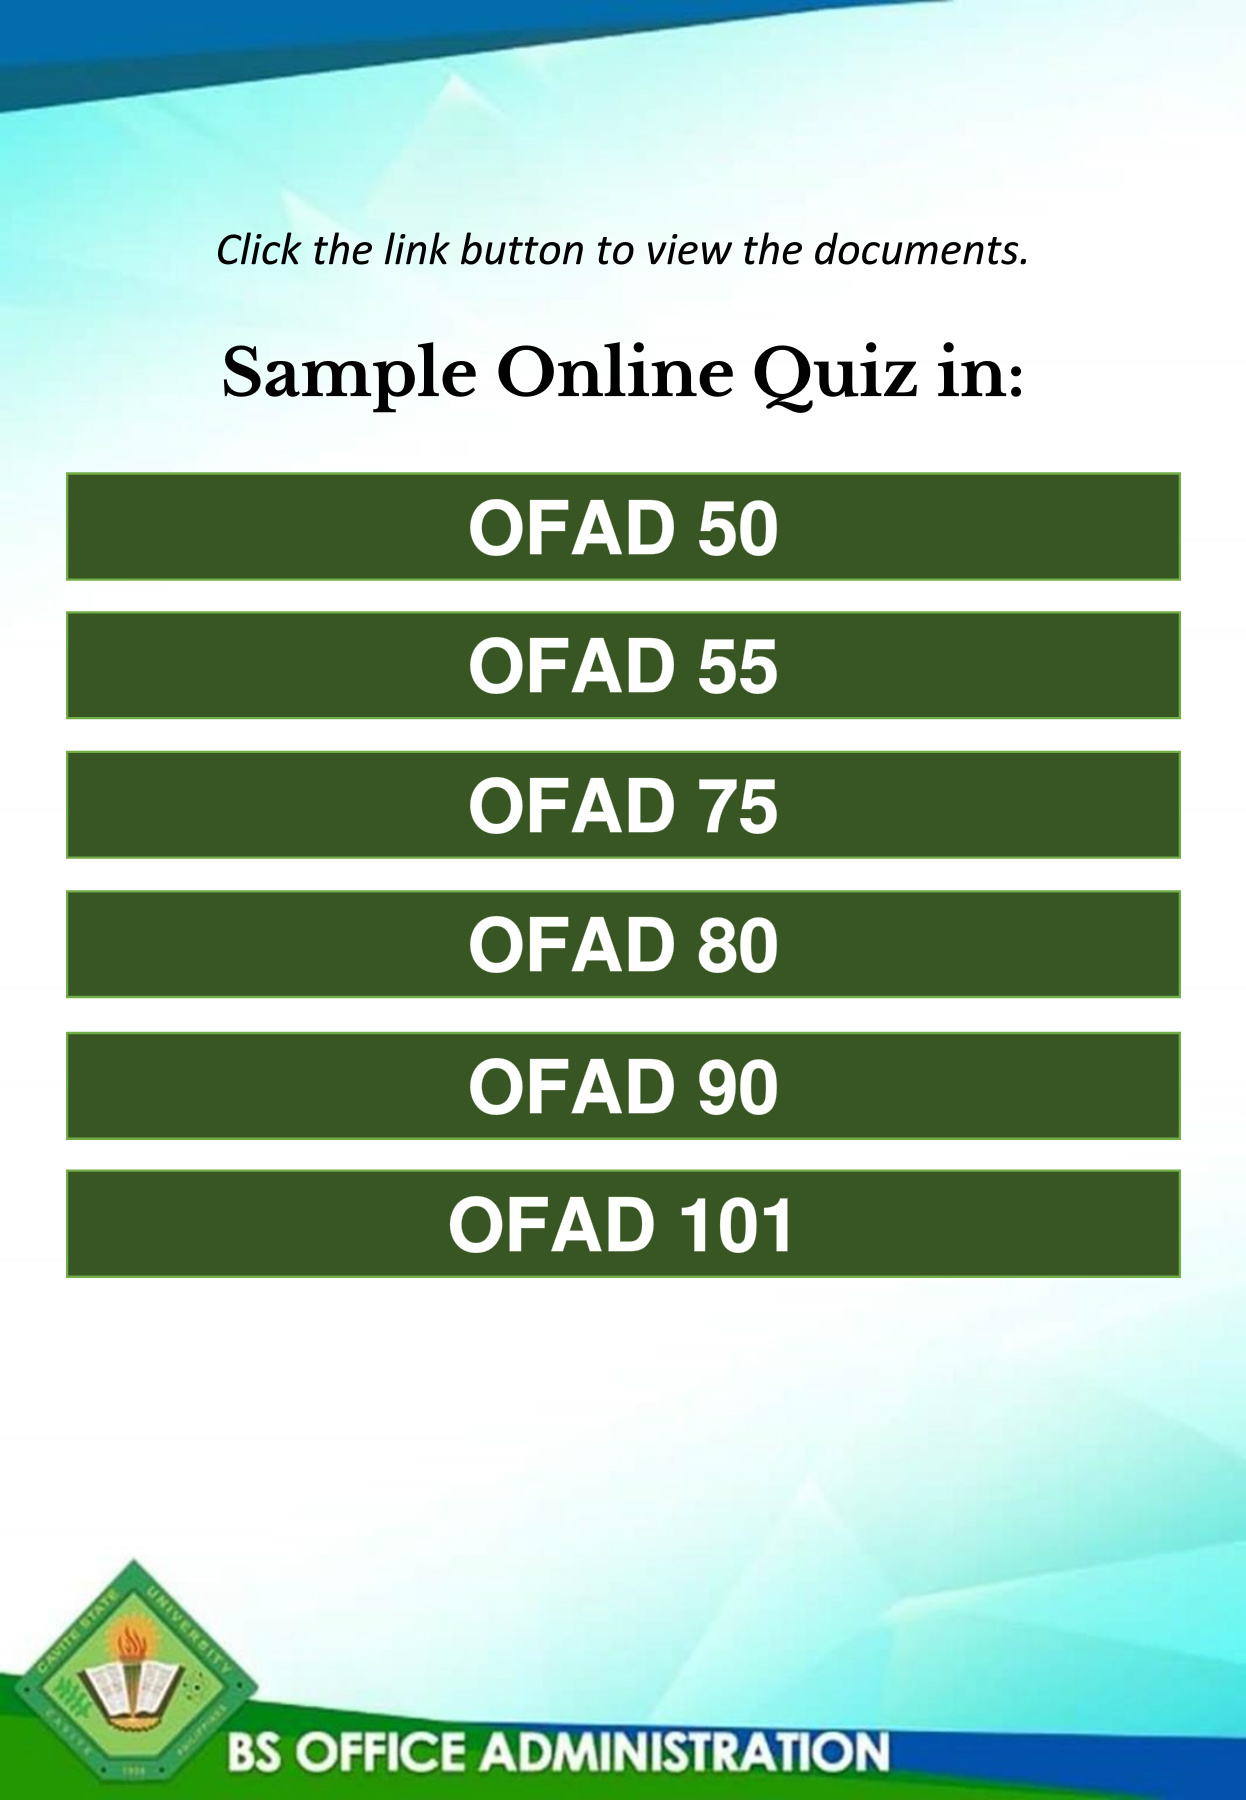 Click the link button to view the documents.
Sample Online Quiz in:
OFAD 50
OFAD 55
OFAD 75
OFAD 80
OFAD 90
OFAD 101
CAVITE STATE UNIVERSITY
CAVITE PHILIPPINES
BS OFFICE ADMINISTRATION